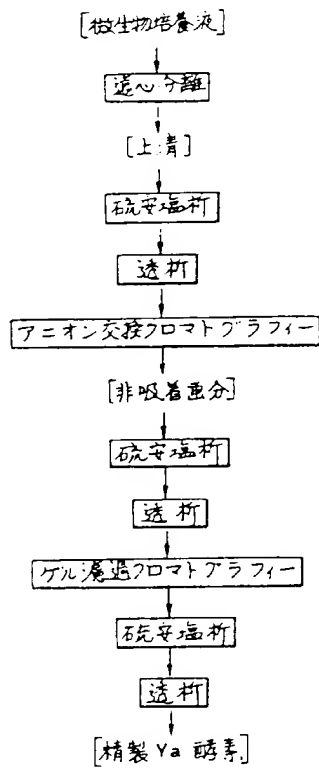 [微生物培養液]
遠心分離
[上清]
硫安塩析
透析
アニオン交換クロマトグラフィー
[非吸着画分]
硫安塩析
透析
ゲル濾過クロマトグラフィー
硫安塩析
透析
[精製 Ya 酵素]